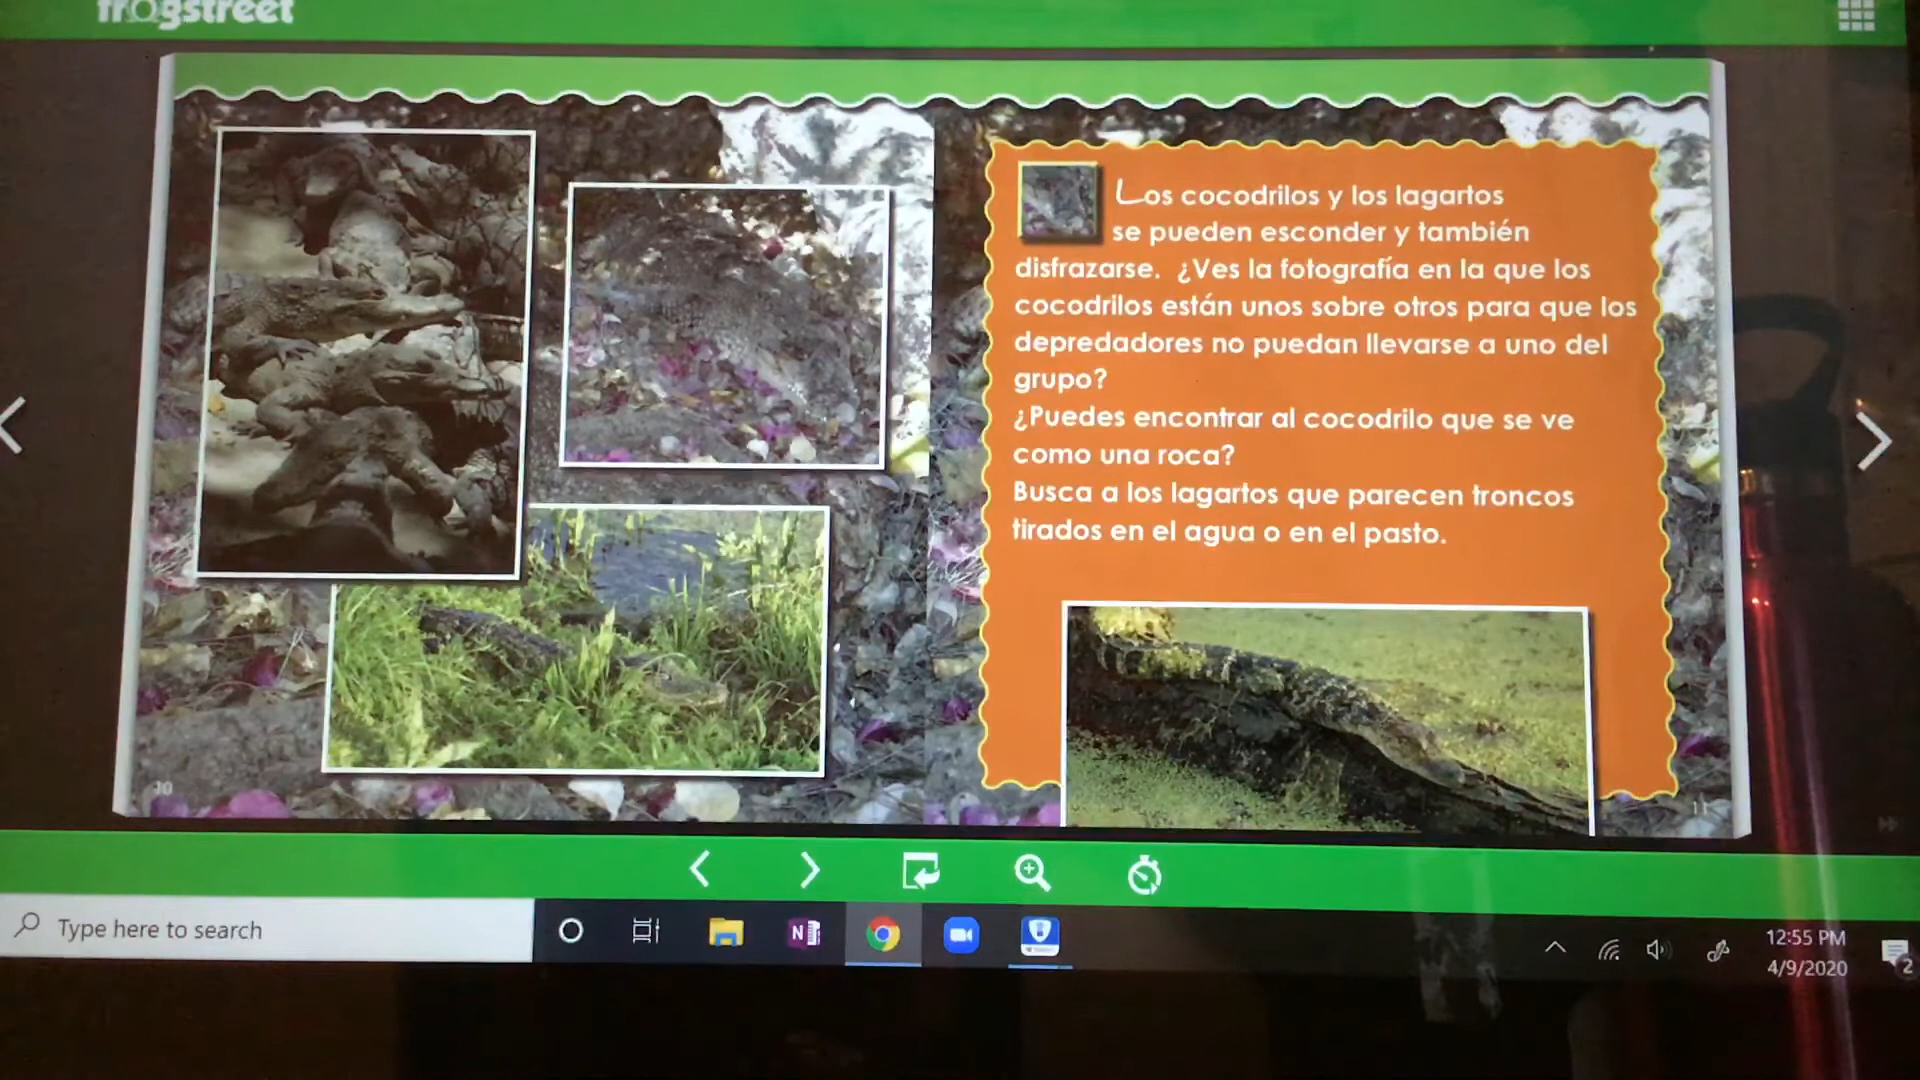 frogstreet
Los cocodrilos y los lagartos
se pueden esconder y también
disfrazarse. ¿Ves la fotografía en la que los
cocodrilos están unos sobre otros para que los
depredadores no puedan llevarse a uno del
grupo?
¿Puedes encontrar al cocodrilo que se ve
como una roca?
Busca a los lagartos que parecen troncos
tirados en el agua o en el pasto.
10
11
Type here to search
N
12:55 PM
4/9/2020
2